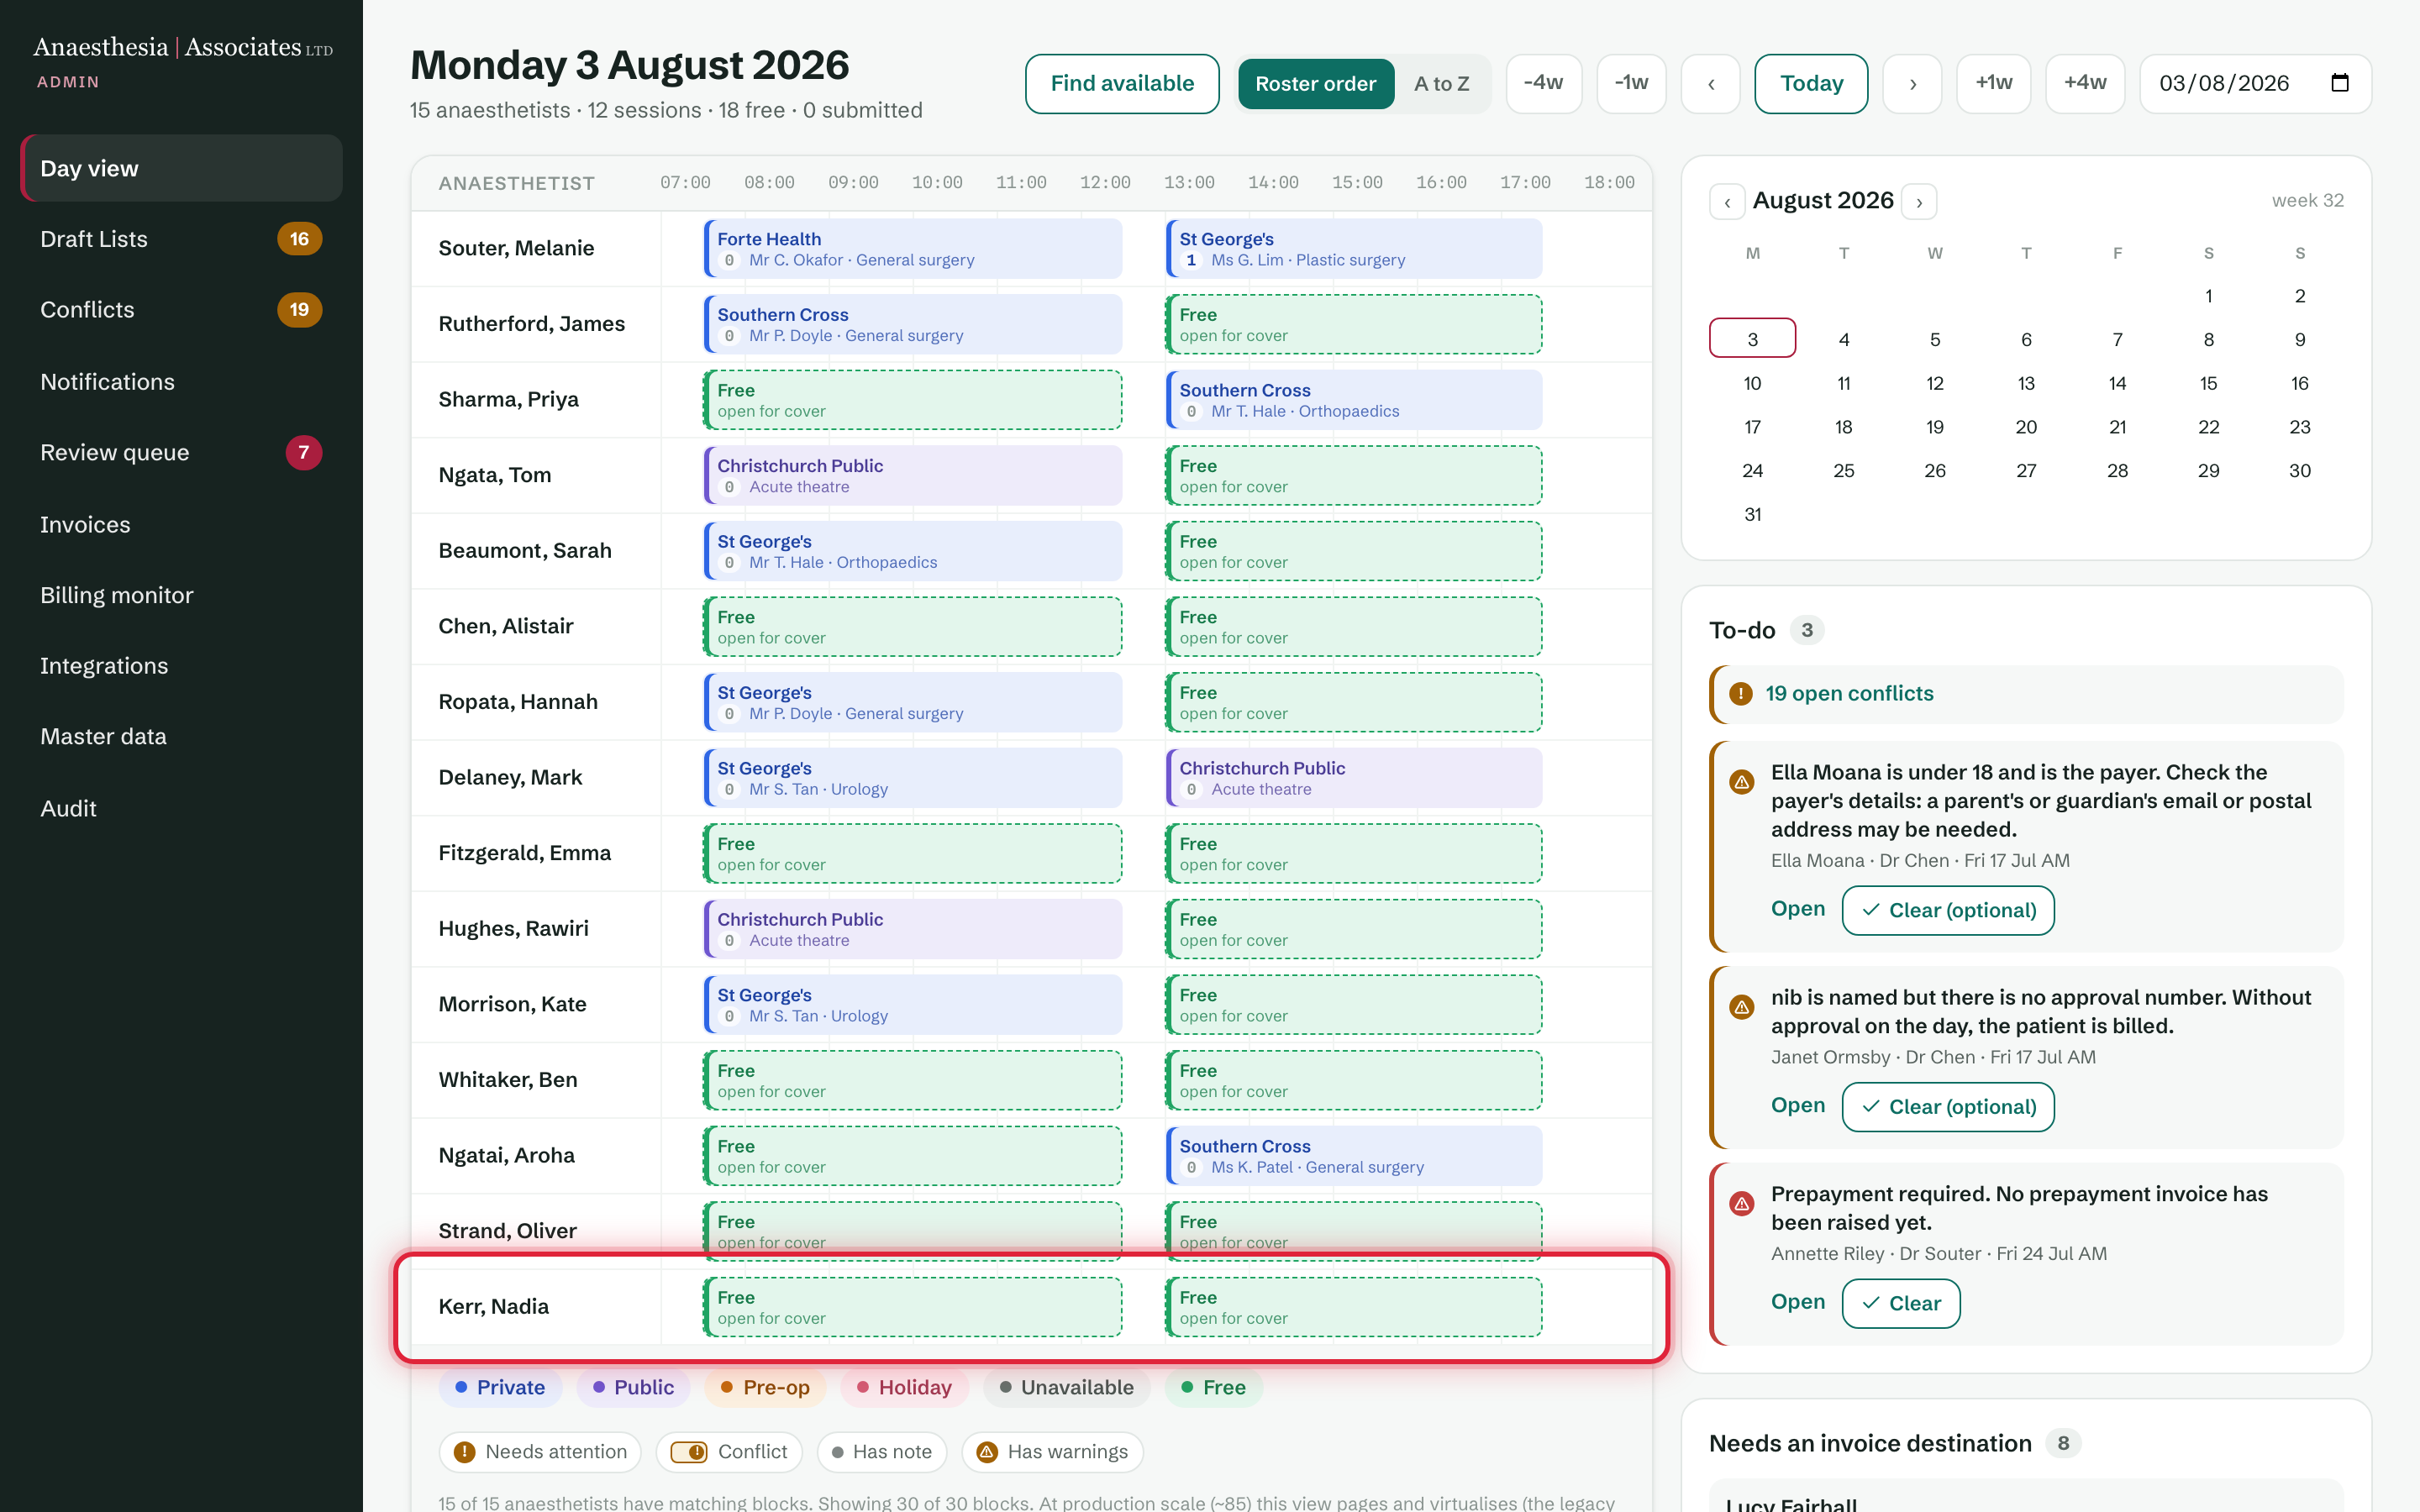 Anaesthesia | Associates LTD
ADMIN
Day view
Draft Lists 16
Conflicts 19
Notifications
Review queue 7
Invoices
Billing monitor
Integrations
Master data
Audit
Monday 3 August 2026
15 anaesthetists · 12 sessions · 18 free · 0 submitted
Find available Roster order A to Z -4w -1w ‹ Today › +1w +4w 03/08/2026
ANAESTHETIST 07:00 08:00 09:00 10:00 11:00 12:00 13:00 14:00 15:00 16:00 17:00 18:00
Souter, Melanie
Forte Health
0 Mr C. Okafor · General surgery
St George's
1 Ms G. Lim · Plastic surgery
Rutherford, James
Southern Cross
0 Mr P. Doyle · General surgery
Free
open for cover
Sharma, Priya
Free
open for cover
Southern Cross
0 Mr T. Hale · Orthopaedics
Ngata, Tom
Christchurch Public
0 Acute theatre
Free
open for cover
Beaumont, Sarah
St George's
0 Mr T. Hale · Orthopaedics
Free
open for cover
Chen, Alistair
Free
open for cover
Free
open for cover
Ropata, Hannah
St George's
0 Mr P. Doyle · General surgery
Free
open for cover
Delaney, Mark
St George's
0 Mr S. Tan · Urology
Christchurch Public
0 Acute theatre
Fitzgerald, Emma
Free
open for cover
Free
open for cover
Hughes, Rawiri
Christchurch Public
0 Acute theatre
Free
open for cover
Morrison, Kate
St George's
0 Mr S. Tan · Urology
Free
open for cover
Whitaker, Ben
Free
open for cover
Free
open for cover
Ngatai, Aroha
Free
open for cover
Southern Cross
0 Ms K. Patel · General surgery
Strand, Oliver
Free
open for cover
Free
open for cover
Kerr, Nadia
Free
open for cover
Free
open for cover
Private Public Pre-op Holiday Unavailable Free
! Needs attention ! Conflict Has note Has warnings
15 of 15 anaesthetists have matching blocks. Showing 30 of 30 blocks. At production scale (~85) this view pages and virtualises (the legacy
‹ August 2026 › week 32
M T W T F S S
1 2
3 4 5 6 7 8 9
10 11 12 13 14 15 16
17 18 19 20 21 22 23
24 25 26 27 28 29 30
31
To-do 3
! 19 open conflicts
Ella Moana is under 18 and is the payer. Check the
payer's details: a parent's or guardian's email or postal
address may be needed.
Ella Moana · Dr Chen · Fri 17 Jul AM
Open ✓ Clear (optional)
nib is named but there is no approval number. Without
approval on the day, the patient is billed.
Janet Ormsby · Dr Chen · Fri 17 Jul AM
Open ✓ Clear (optional)
Prepayment required. No prepayment invoice has
been raised yet.
Annette Riley · Dr Souter · Fri 24 Jul AM
Open ✓ Clear
Needs an invoice destination 8
Lucy Fairhall